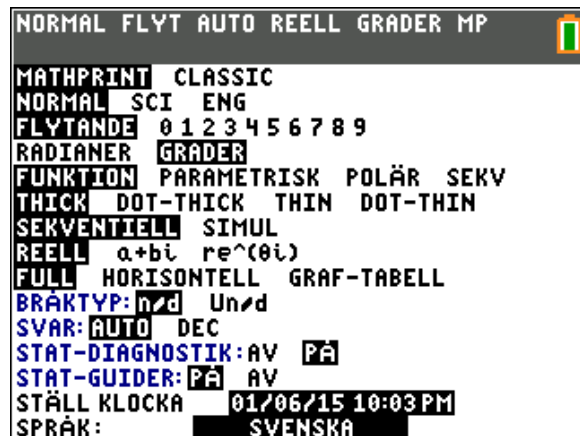 NORMAL FLYT AUTO REELL GRADER MP
MATHPRINT CLASSIC
NORMAL SCI ENG
FLYTANDE 0 1 2 3 4 5 6 7 8 9
RADIANER GRADER
FUNKTION PARAMETRISK POLÄR SEKV
THICK DOT-THICK THIN DOT-THIN
SEKVENTIELL SIMUL
REELL a+bi re^(θi)
FULL HORISONTELL GRAF-TABELL
BRÅKTYP: n/d Un/d
SVAR: AUTO DEC
STAT-DIAGNOSTIK: AV PÅ
STAT-GUIDER: PÅ AV
STÄLL KLOCKA 01/06/15 10:03 PM
SPRÅK: SVENSKA